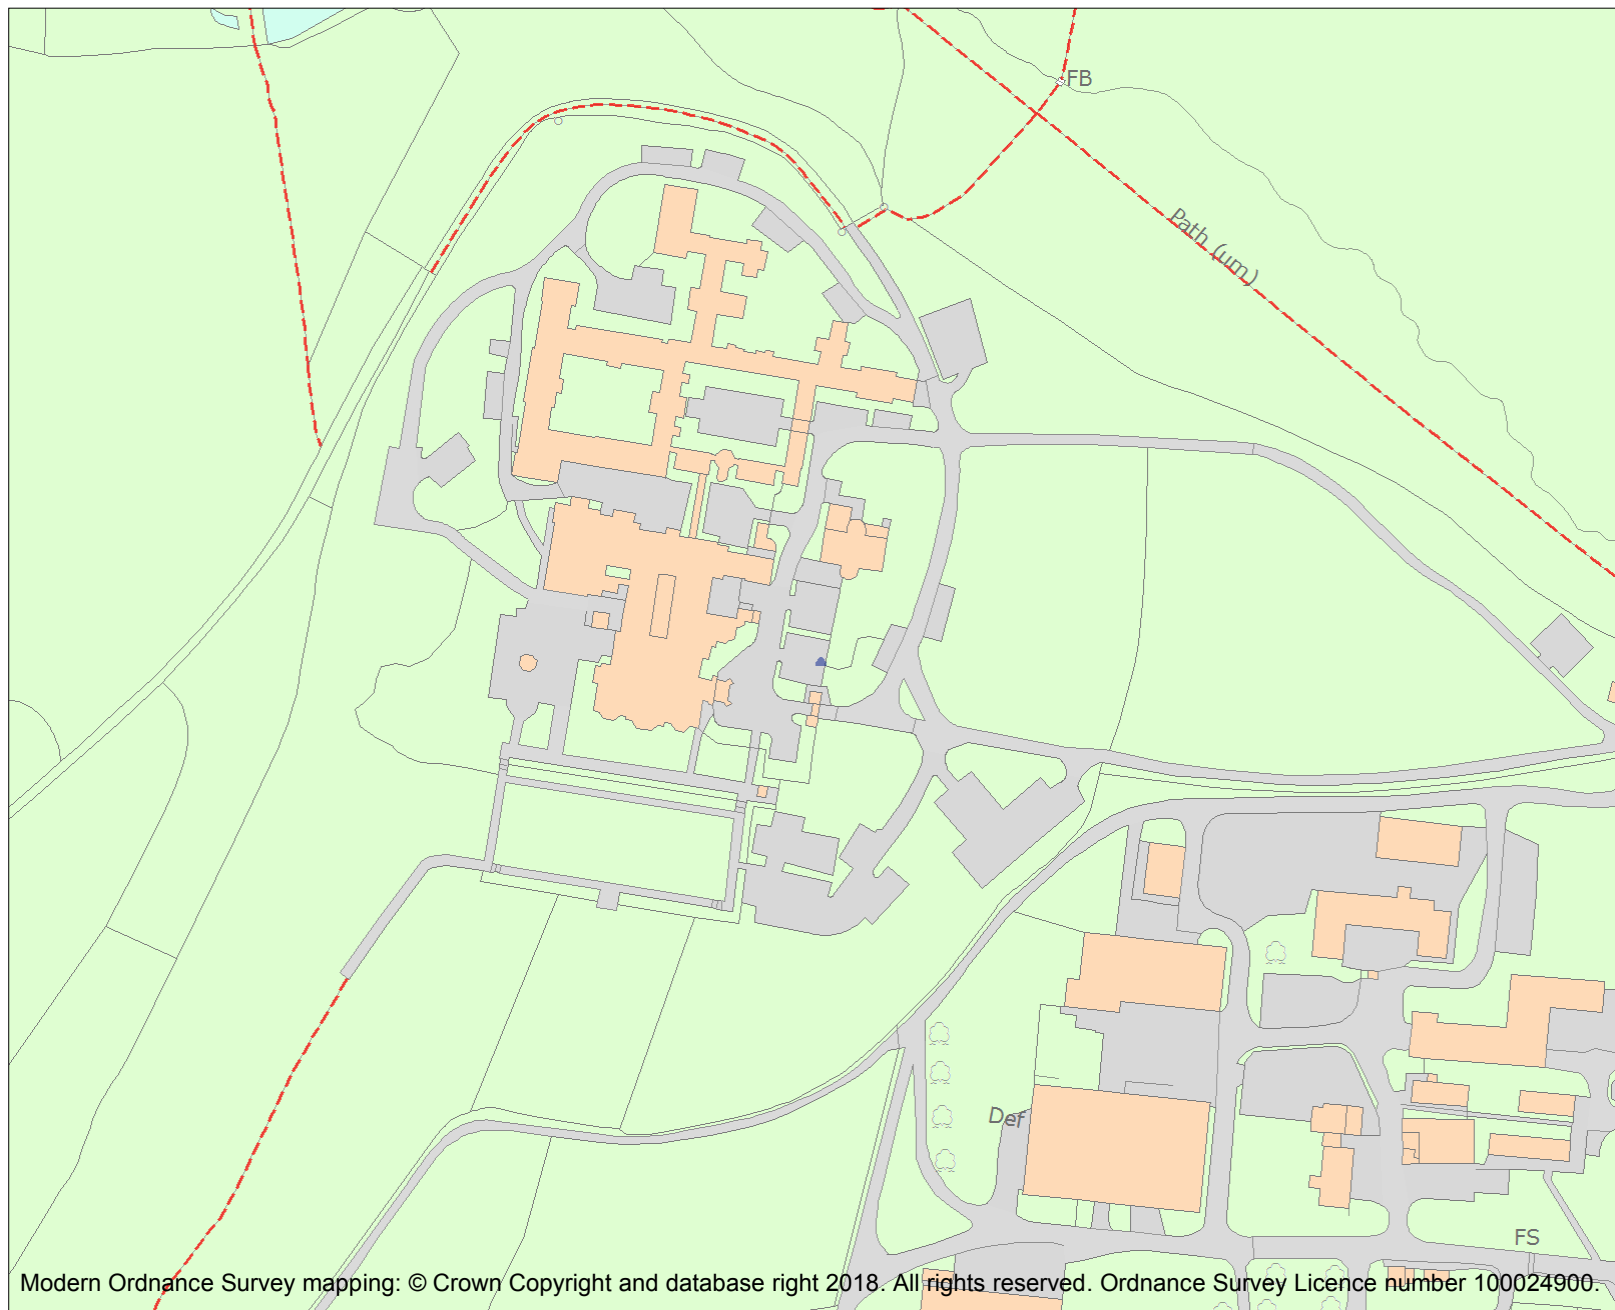 FB
Path (um)
Def
FS
Modern Ordnance Survey mapping: © Crown Copyright and database right 2018. All rights reserved. Ordnance Survey Licence number 100024900.